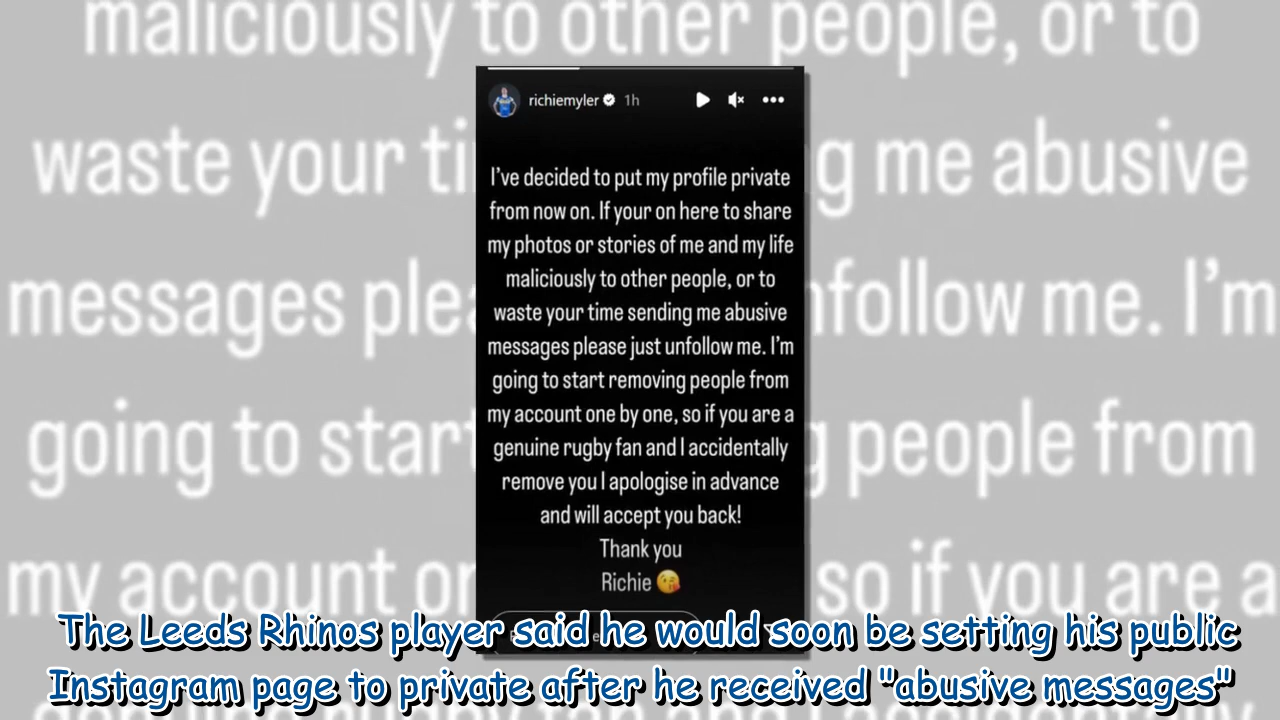 maliciously to other people, or to
waste your ti
g me abusive
messages plea
nfollow me. I'm
going to start
g people from
my account on
so if you are a
richiemyler 1h
I've decided to put my profile private
from now on. If your on here to share
my photos or stories of me and my life
maliciously to other people, or to
waste your time sending me abusive
messages please just unfollow me. I'm
going to start removing people from
my account one by one, so if you are a
genuine rugby fan and I accidentally
remove you I apologise in advance
and will accept you back!
Thank you
Richie 😘
The Leeds Rhinos player said he would soon be setting his public
Instagram page to private after he received "abusive messages"